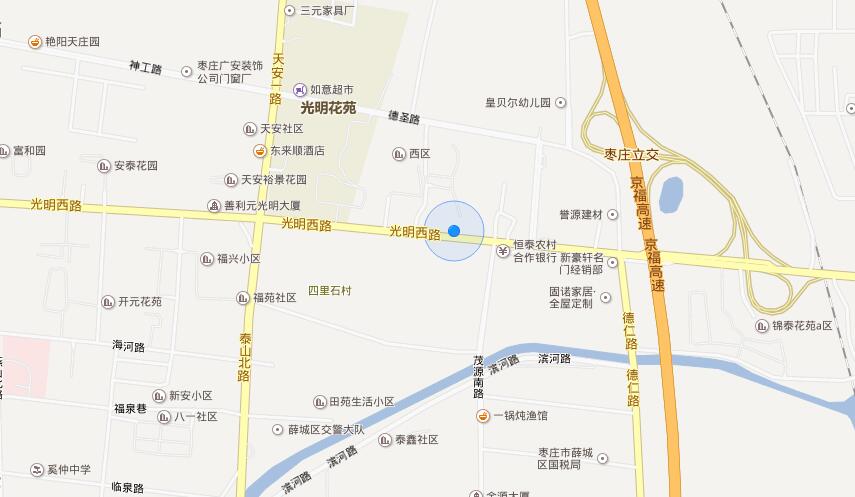 三元家具厂
艳阳天庄园
神工路
枣庄广安装饰
公司门窗厂
天安一路
如意超市
光明花苑
德圣路
皇贝尔幼儿园
天安社区
东来顺酒店
富和园
安泰花园
西区
枣庄立交
天安裕景花园
京福高速
善利元光明大厦
光明西路
光明西路
光明西路
誉源建材
京福高速
恒泰农村
合作银行
新豪轩名
门经销部
福兴小区
开元花苑
福苑社区
四里石村
固诺家居·
全屋定制
德仁路
锦泰花苑a区
海河路
泰山北路
茂源南路
滨河路
滨河路
德仁路
新安小区
福泉巷
八一社区
田苑生活小区
薛城区交警大队
泰鑫社区
一锅炖渔馆
枣庄市薛城
区国税局
奚仲中学
临泉路
滨河路
滨河路
金源大厦